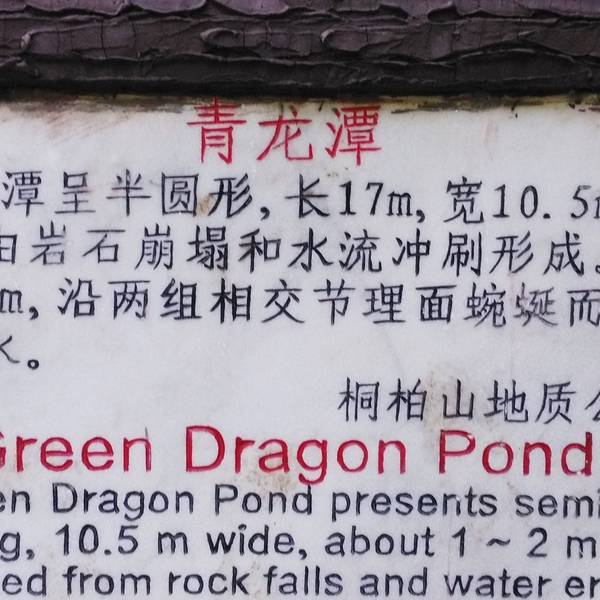 青龙潭
潭呈半圆形,长17m,宽10.5m
由岩石崩塌和水流冲刷形成。
m,沿两组相交节理面蜿蜒而
水。
桐柏山地质公
Green Dragon Pond
en Dragon Pond presents semi
g, 10.5 m wide, about 1 ~ 2 m
ed from rock falls and water er